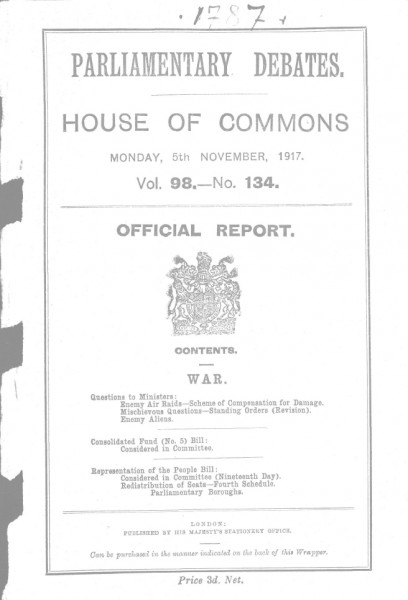 .1787.
PARLIAMENTARY DEBATES.
HOUSE OF COMMONS
MONDAY, 5th NOVEMBER, 1917.
Vol. 98.—No. 134.
OFFICIAL REPORT.
CONTENTS.
WAR.
Questions to Ministers:
Enemy Air Raids—Scheme of Compensation for Damage.
Mischievous Questions—Standing Orders (Revision).
Enemy Aliens.
Consolidated Fund (No. 5) Bill:
Considered in Committee.
Representation of the People Bill:
Considered in Committee (Nineteenth Day).
Redistribution of Seats—Fourth Schedule.
Parliamentary Boroughs.
LONDON:
PUBLISHED BY HIS MAJESTY'S STATIONERY OFFICE.
Can be purchased in the manner indicated on the back of this Wrapper.
Price 3d. Net.